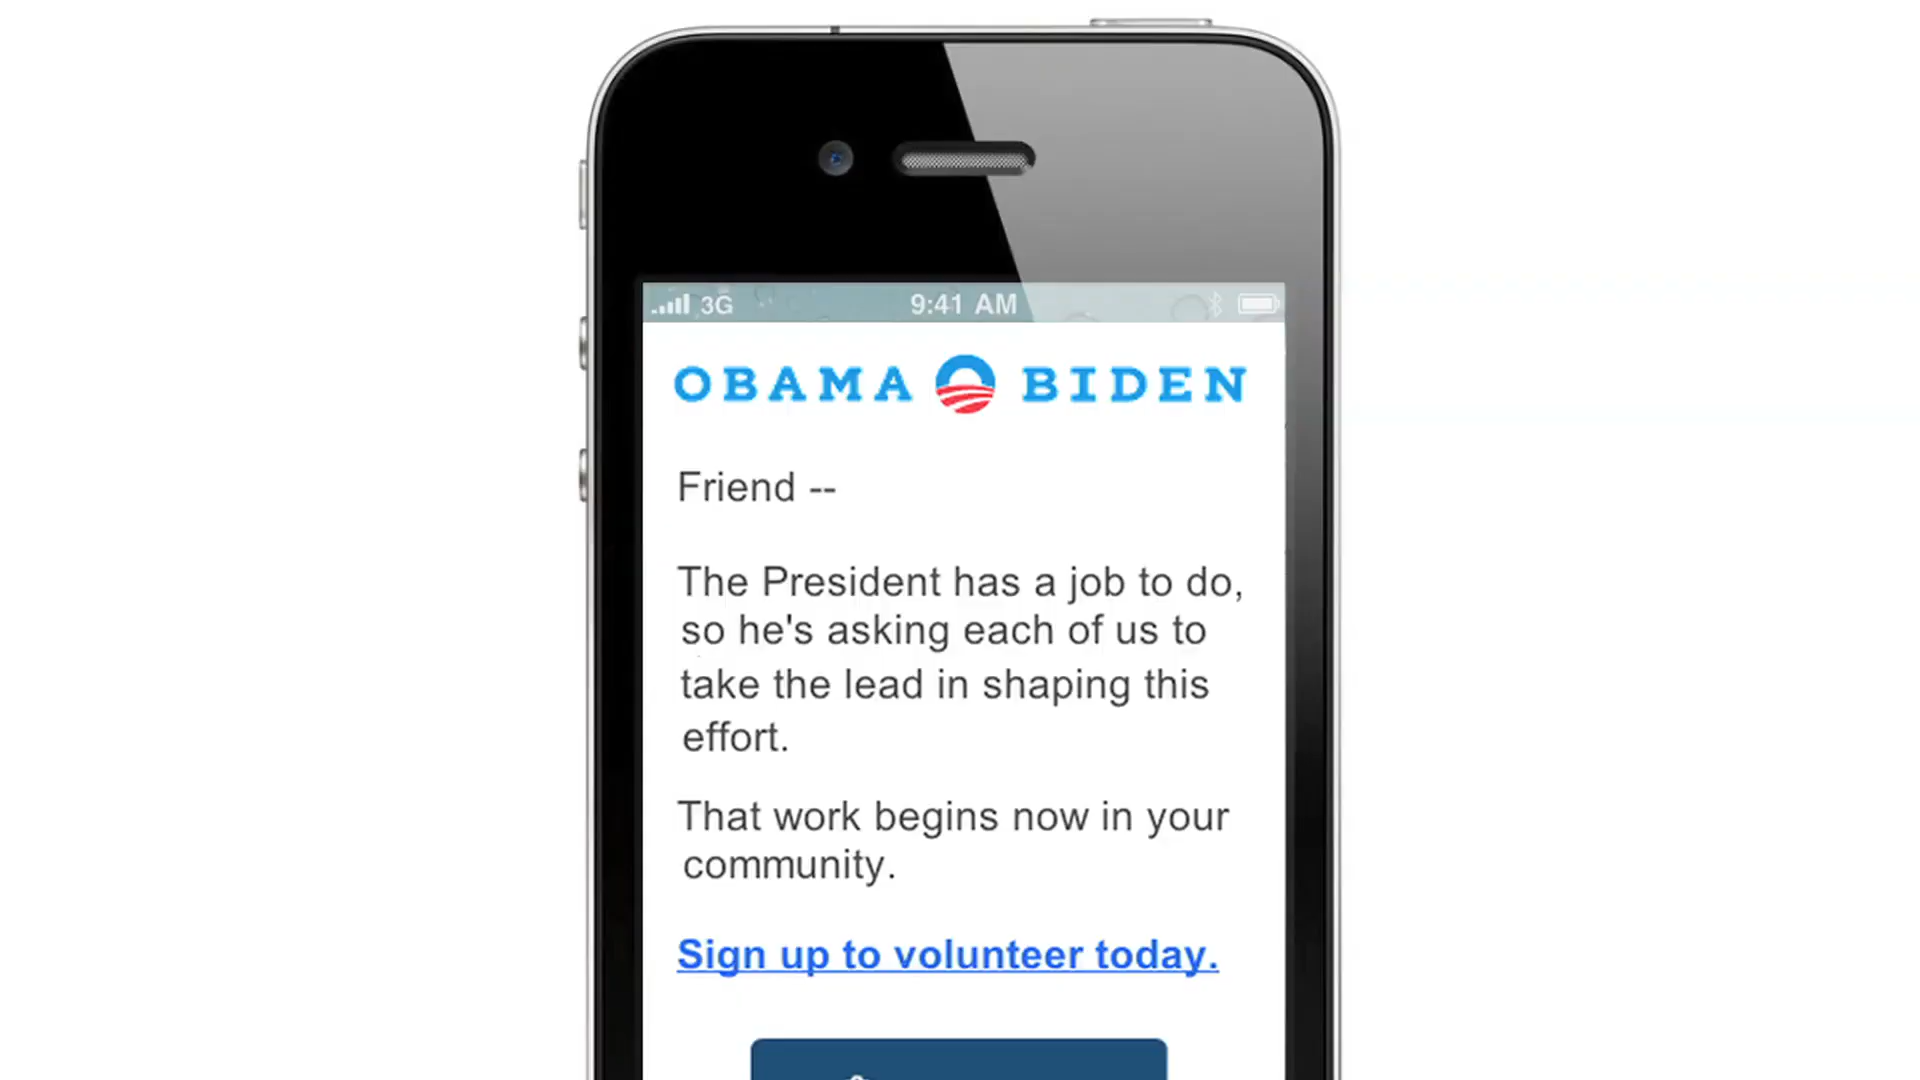 3G 9:41 AM
OBAMA BIDEN
Friend --
The President has a job to do,
so he's asking each of us to
take the lead in shaping this
effort.
That work begins now in your
community.
Sign up to volunteer today.